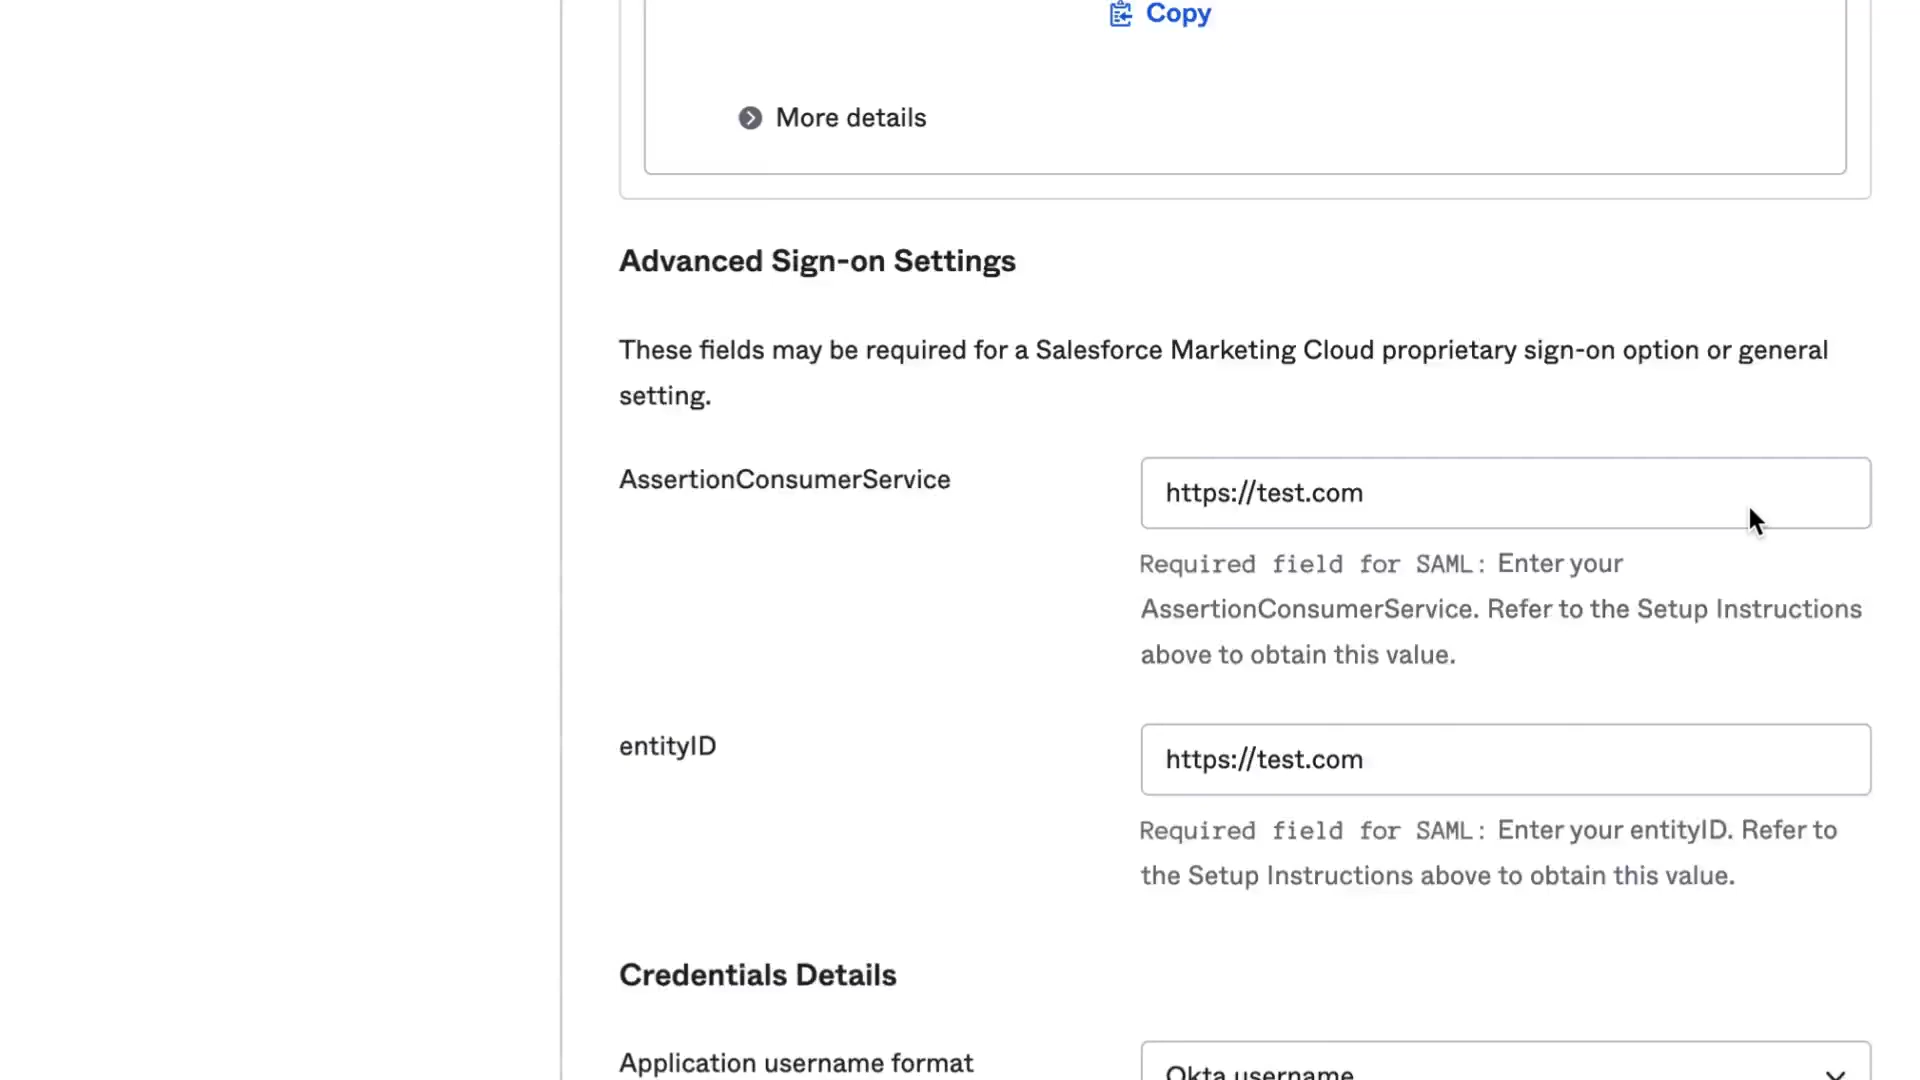 Copy
More details
Advanced Sign-on Settings
These fields may be required for a Salesforce Marketing Cloud proprietary sign-on option or general
setting.
AssertionConsumerService
https://test.com
Required field for SAML: Enter your
AssertionConsumerService. Refer to the Setup Instructions
above to obtain this value.
entityID
https://test.com
Required field for SAML: Enter your entityID. Refer to
the Setup Instructions above to obtain this value.
Credentials Details
Application username format
Okta username